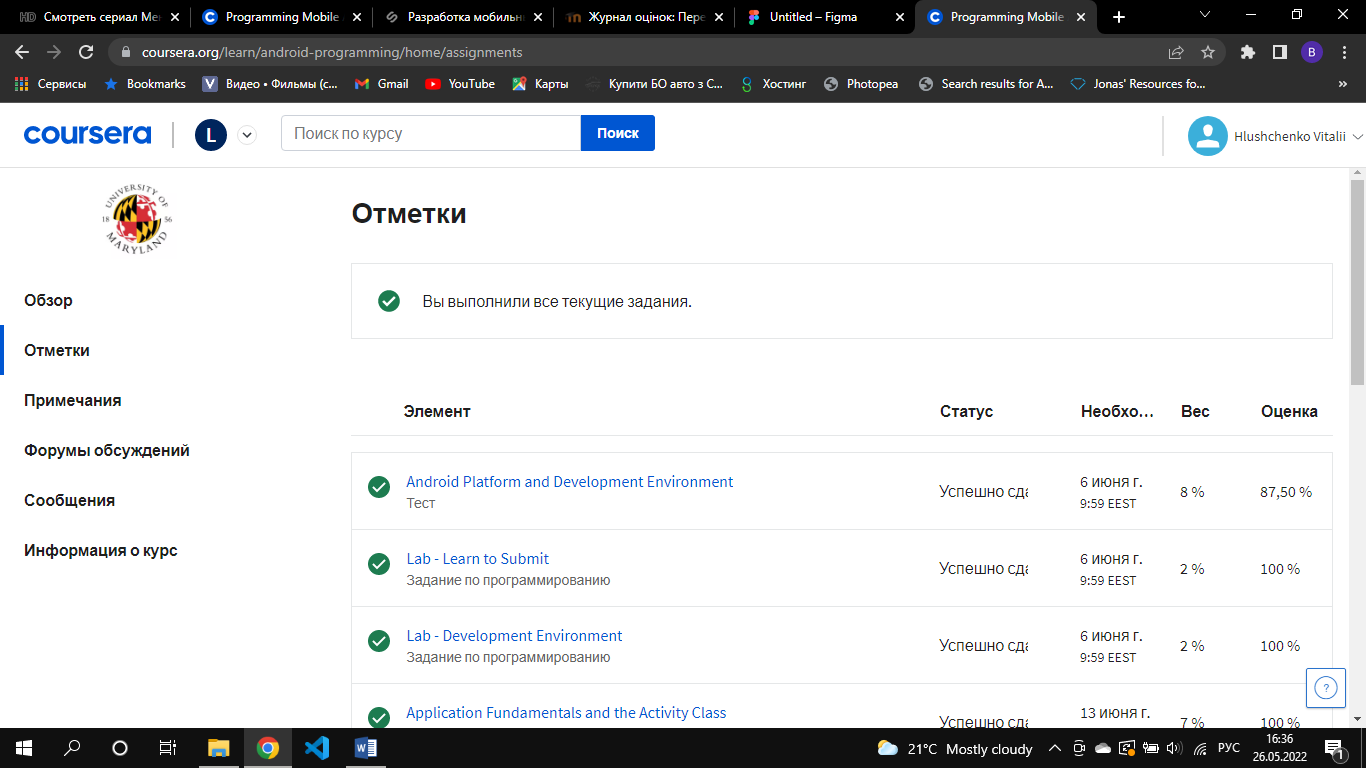 Смотреть сериал Мен
Programming Mobile
Разработка мобильн
Журнал оцінок: Пере
Untitled – Figma
Programming Mobile
coursera.org/learn/android-programming/home/assignments
Сервисы
Bookmarks
Видео • Фильмы (с...
Gmail
YouTube
Карты
Купити БО авто з С...
Хостинг
Photopea
Search results for A...
Jonas' Resources fo...
»
coursera
L
Поиск по курсу
Поиск
Hlushchenko Vitalii
UNIVERSITY OF
18 56
MARYLAND
Обзор
Отметки
Примечания
Форумы обсуждений
Сообщения
Информация о курс
Отметки
Вы выполнили все текущие задания.
Элемент Статус Необхо... Вес Оценка
Android Platform and Development Environment
Тест
Успешно сда
6 июня г.
9:59 EEST
8 %
87,50 %
Lab - Learn to Submit
Задание по программированию
Успешно сда
6 июня г.
9:59 EEST
2 %
100 %
Lab - Development Environment
Задание по программированию
Успешно сда
6 июня г.
9:59 EEST
2 %
100 %
Application Fundamentals and the Activity Class
Успешно сда
13 июня г.
7 %
100 %
21°C Mostly cloudy
РУС
16:36
26.05.2022
1